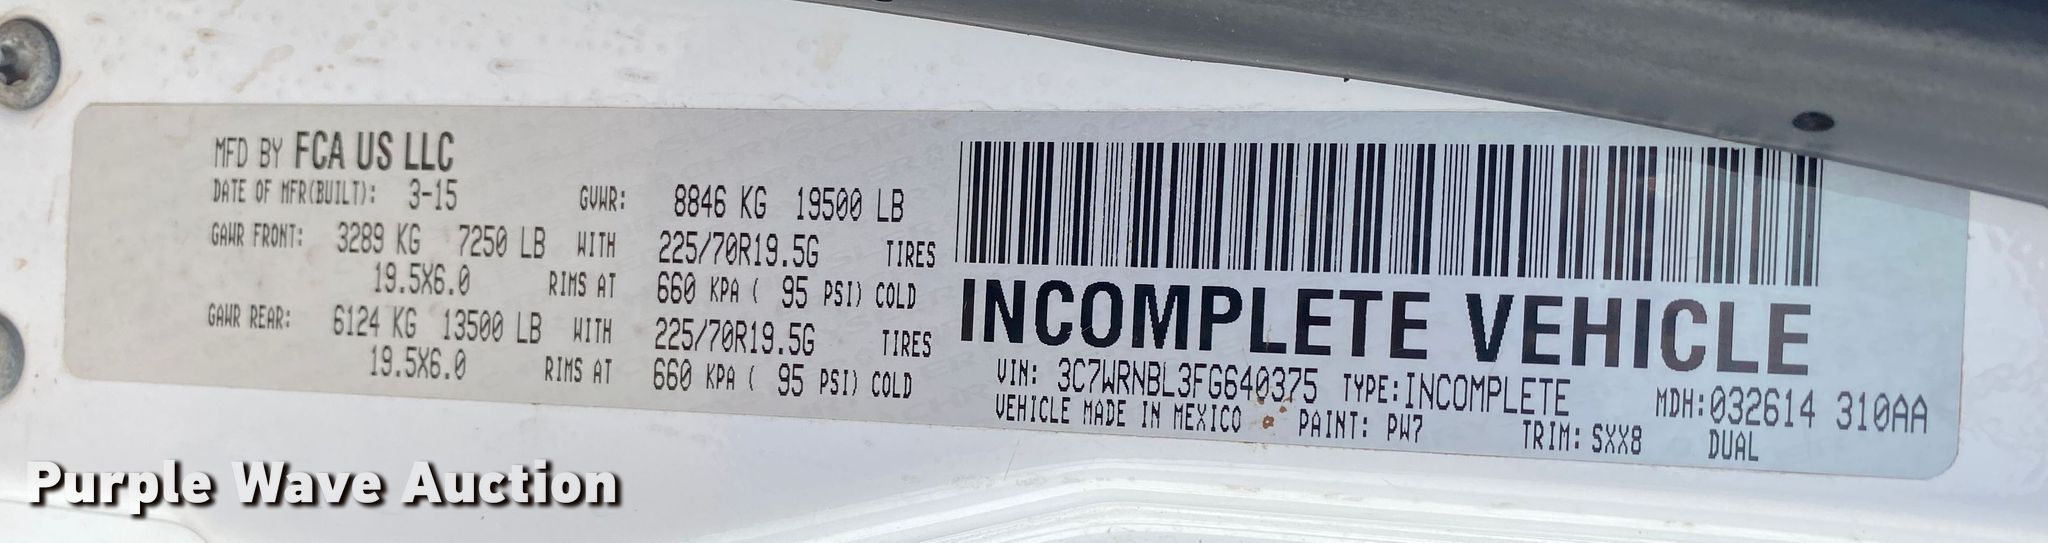 MFD BY FCA US LLC
DATE OF MFR(BUILT): 3-15 GVWR: 8846 KG 19500 LB
GAWR FRONT: 3289 KG 7250 LB WITH 225/70R19.5G TIRES
19.5X6.0 RIMS AT 660 KPA ( 95 PSI) COLD
GAWR REAR: 6124 KG 13500 LB WITH 225/70R19.5G TIRES
19.5X6.0 RIMS AT 660 KPA ( 95 PSI) COLD
INCOMPLETE VEHICLE
VIN: 3C7WRNBL3FG640375 TYPE:INCOMPLETE MDH:032614 310AA
VEHICLE MADE IN MEXICO PAINT: PW7 TRIM: SXX8 DUAL
Purple Wave Auction